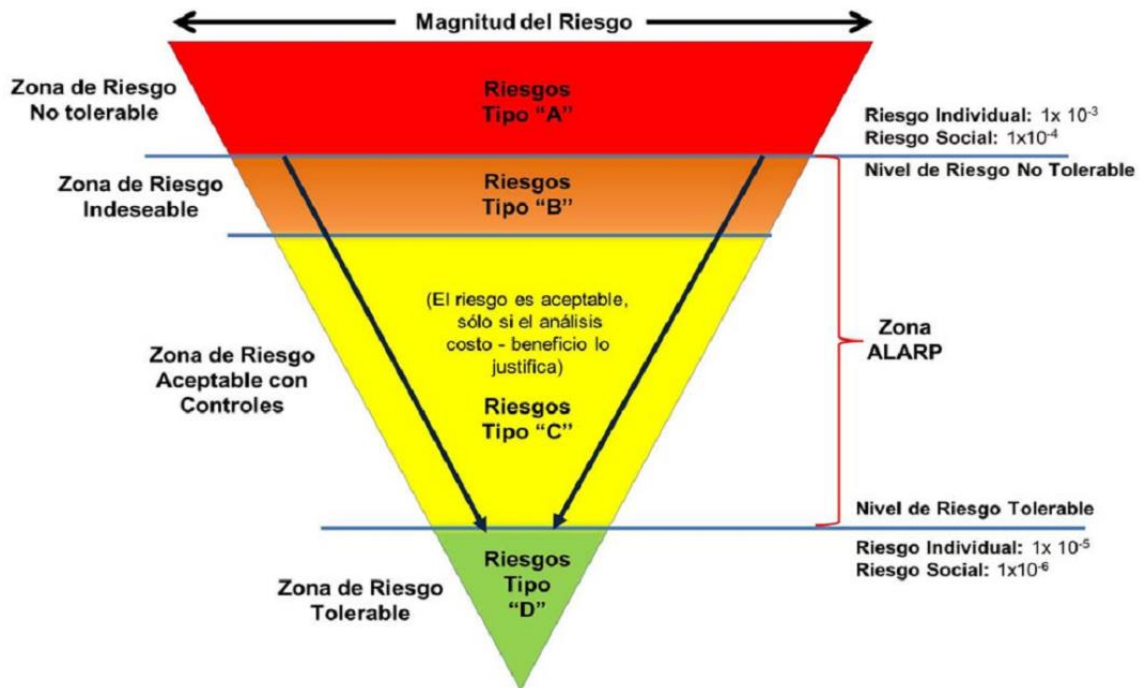 Magnitud del Riesgo
Zona de Riesgo
No tolerable
Riesgos
Tipo "A"
Riesgo Individual: 1x 10⁻³
Riesgo Social: 1x10⁻⁴
Nivel de Riesgo No Tolerable
Zona de Riesgo
Indeseable
Riesgos
Tipo "B"
(El riesgo es aceptable,
sólo si el análisis
costo - beneficio lo
justifica)
Zona de Riesgo
Aceptable con
Controles
Riesgos
Tipo "C"
Zona
ALARP
Nivel de Riesgo Tolerable
Riesgo Individual: 1x 10⁻⁵
Riesgo Social: 1x10⁻⁶
Zona de Riesgo
Tolerable
Riesgos
Tipo
"D"